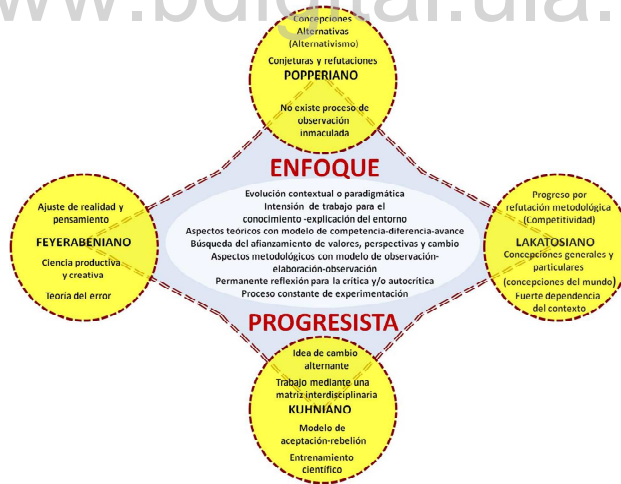 www.bdigital.ula.
Concepciones
Alternativas
(Alternativismo)
Conjeturas y refutaciones
POPPERIANO
No existe proceso de
observación
inmaculada
ENFOQUE
Evolución contextual o paradigmática
Intensión de trabajo para el
conocimiento -explicación del entorno
Aspectos teóricos con modelo de competencia-diferencia-avance
Búsqueda del afianzamiento de valores, perspectivas y cambio
Aspectos metodológicos con modelo de observación-
elaboración-observación
Permanente reflexión para la crítica y/o autocrítica
Proceso constante de experimentación
PROGRESISTA
Ajuste de realidad y
pensamiento
FEYERABENIANO
Ciencia productiva
y creativa
Teoría del error
Progreso por
refutación metodológica
(Competitividad)
LAKATOSIANO
Concepciones generales y
particulares
(concepciones del mundo)
Fuerte dependencia
del contexto
Idea de cambio
alternante
Trabajo mediante una
matriz interdisciplinaria
KUHNIANO
Modelo de
aceptación-rebelión
Entrenamiento
científico